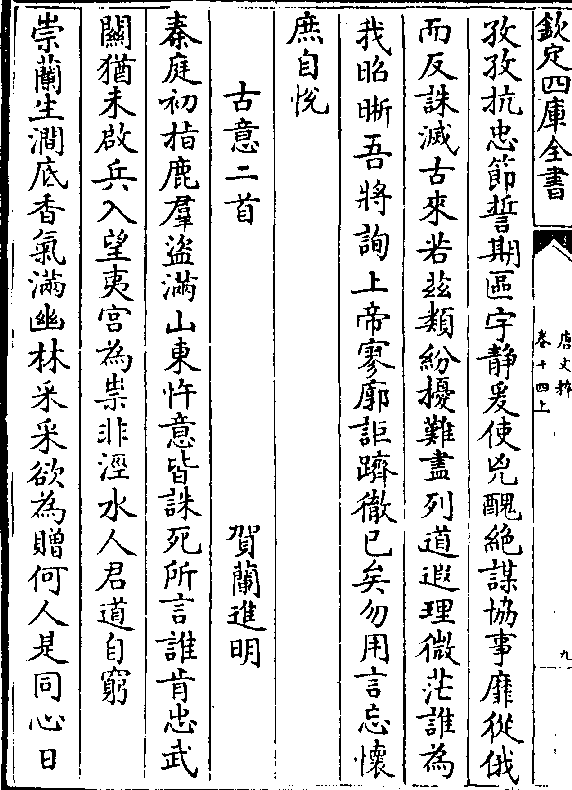 欽定四庫全書
唐文粹
卷十四上
九
孜孜抗忠節誓期區宇静爰使兇醜絶謀協事靡從俄
而反誅滅古來若兹類紛擾難盡列道遐理微茫誰為
我昭晰吾將詢上帝寥廓詎躋徹已矣勿用言忘懷
庶自悅
古意二首
賀蘭進明
秦庭初指鹿羣盗滿山東忤意皆誅死所言誰肯忠武
關猶未啟兵入望夷宫為祟非涇水人君道自窮
崇蘭生澗底香氣滿幽林采采欲為贈何人是同心日